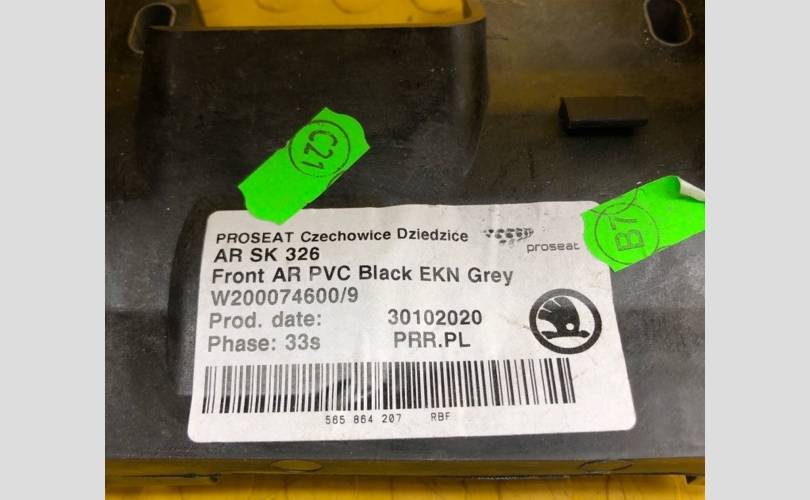 C21
B7
PROSEAT Czechowice Dziedzice
proseat
AR SK 326
Front AR PVC Black EKN Grey
W200074600/9
Prod. date: 30102020
Phase: 33s PRR.PL
565 864 207 RBF